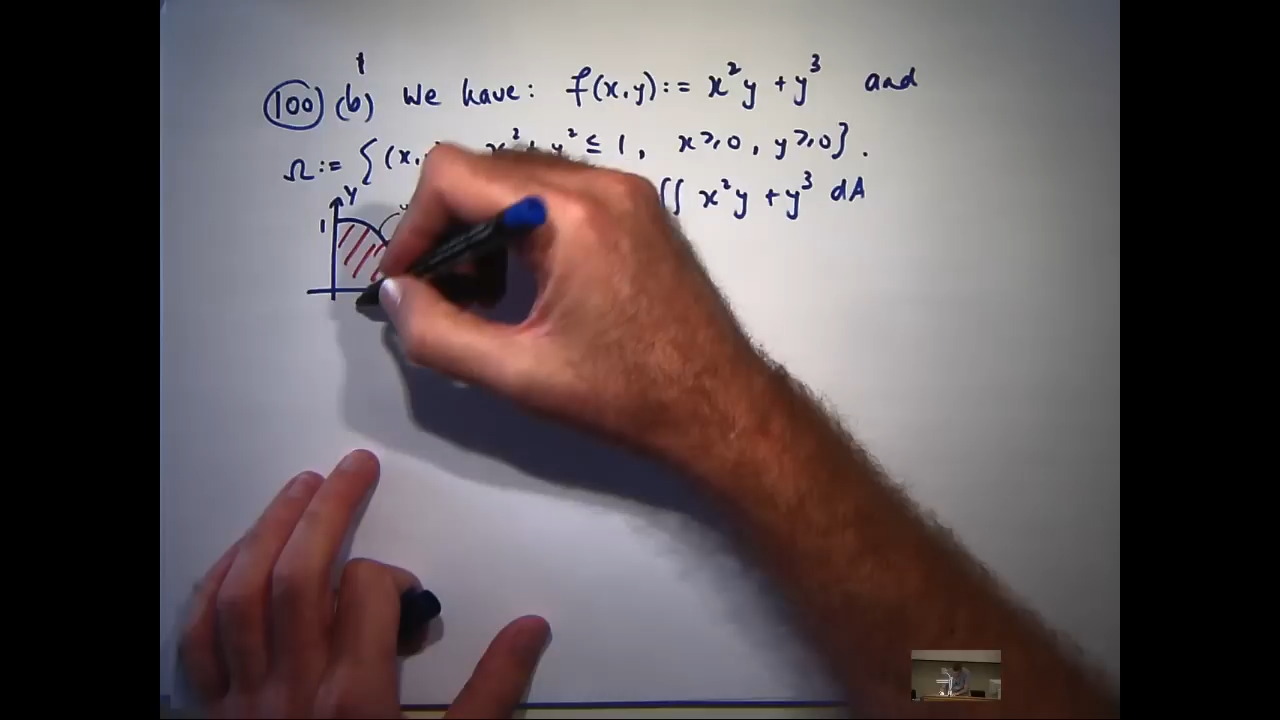 100 (b) We have: f(x,y) := x²y + y³ and
Ω := {(x, x² + y² ≤ 1, x ≥ 0, y ≥ 0}.
∫∫ x²y + y³ dA
y
1